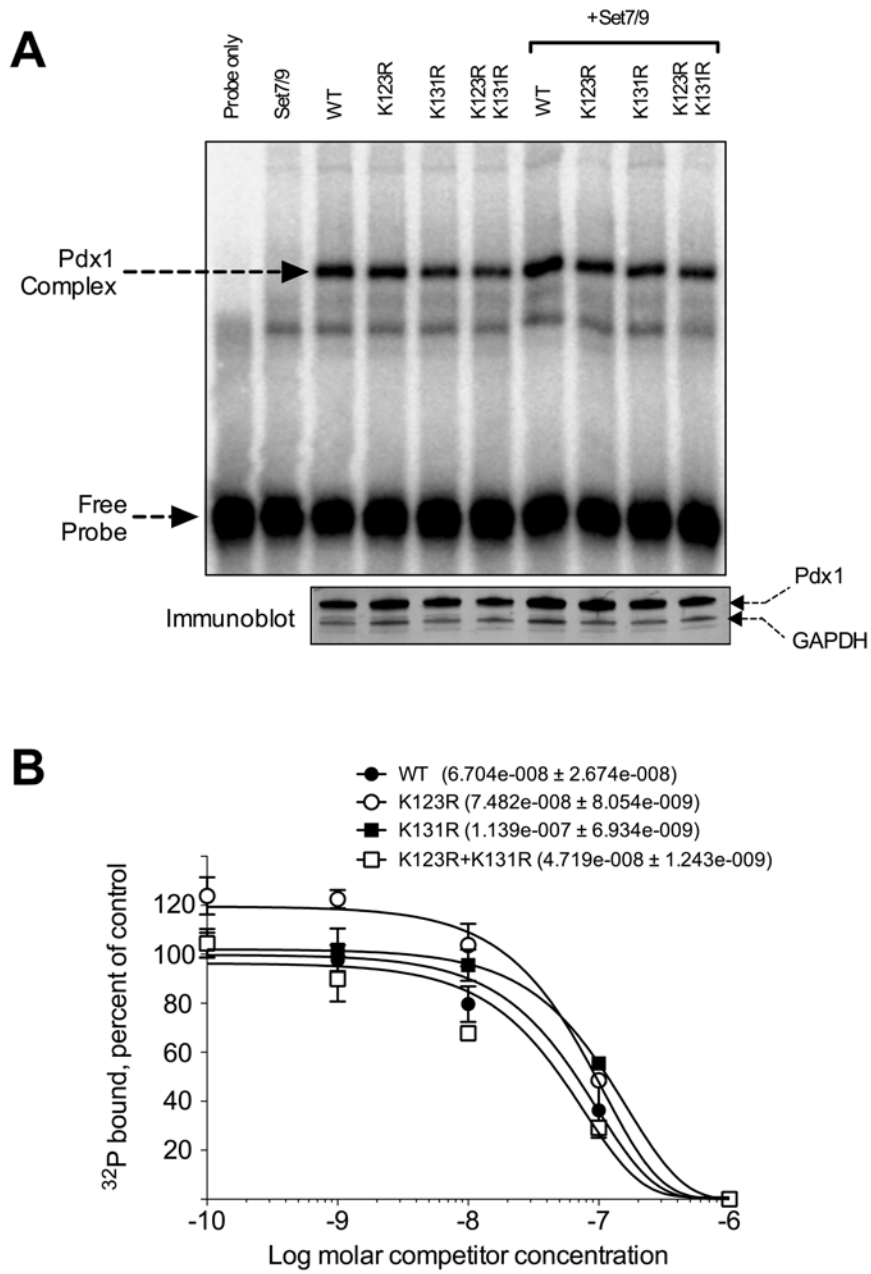 A
+Set7/9
Probe only
Set7/9
WT
K123R
K131R
K123R
K131R
WT
K123R
K131R
K123R
K131R
Pdx1
Complex
Free
Probe
Immunoblot
Pdx1
GAPDH
B
WT (6.704e-008 ± 2.674e-008)
K123R (7.482e-008 ± 8.054e-009)
K131R (1.139e-007 ± 6.934e-009)
K123R+K131R (4.719e-008 ± 1.243e-009)
32P bound, percent of control
120
100
80
60
40
20
-10 -9 -8 -7 -6
Log molar competitor concentration